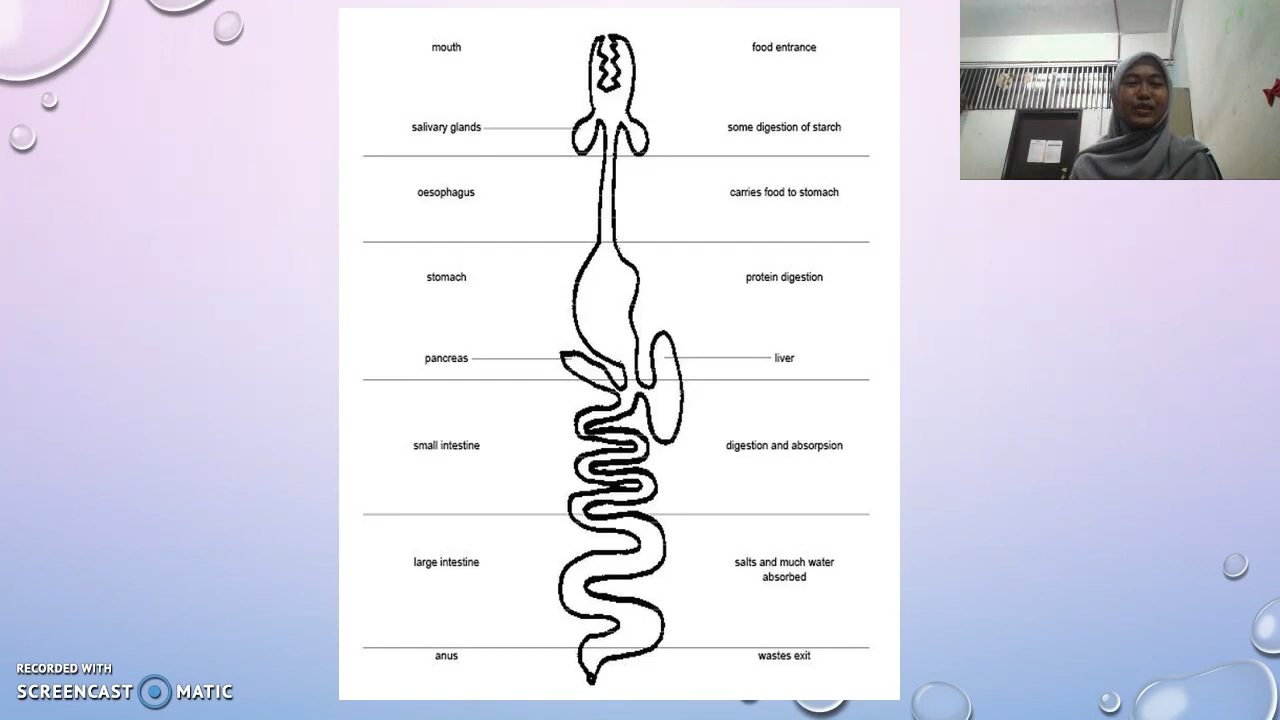 mouth
food entrance
salivary glands
some digestion of starch
oesophagus
carries food to stomach
stomach
protein digestion
pancreas
liver
small intestine
digestion and absorpsion
large intestine
salts and much water
absorbed
anus
wastes exit
RECORDED WITH
SCREENCAST MATIC